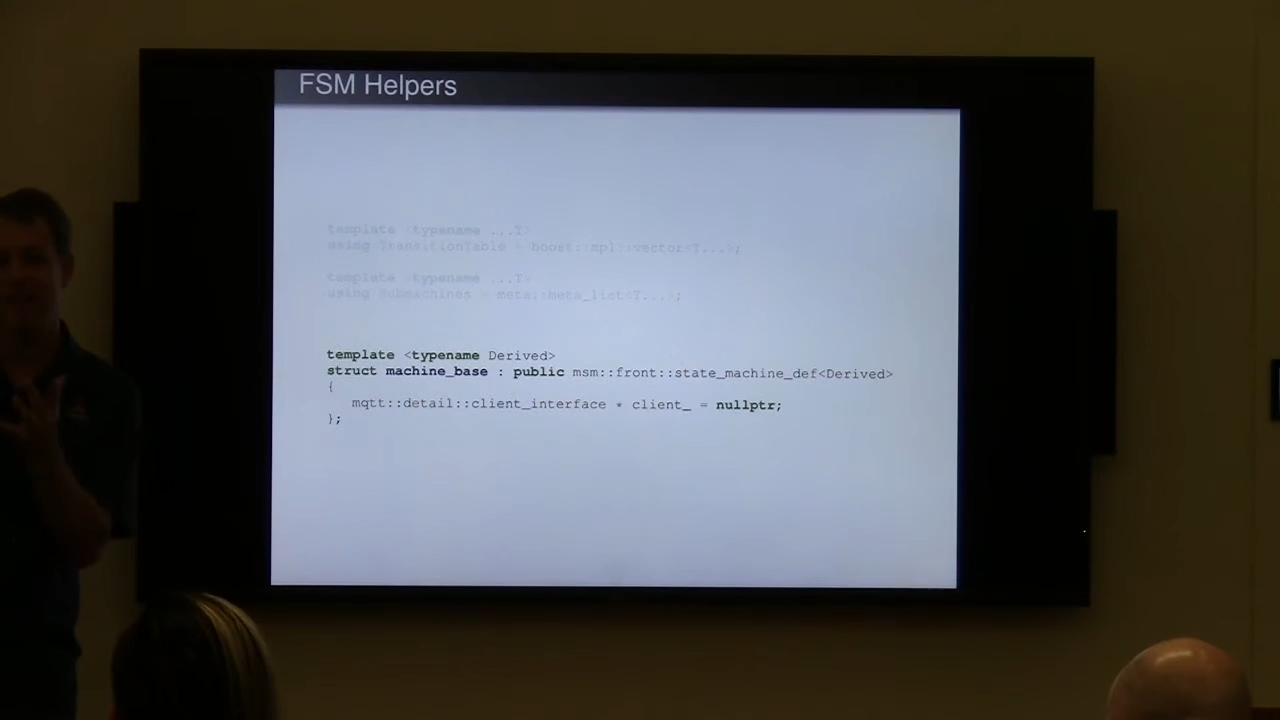 FSM Helpers
template <typename ...T>
using TransitionTable = boost::mpl::vector<T...>;
template <typename ...T>
using Submachines = meta::meta_list<T...>;
template <typename Derived>
struct machine_base : public msm::front::state_machine_def<Derived>
{
mqtt::detail::client_interface * client_ = nullptr;
};